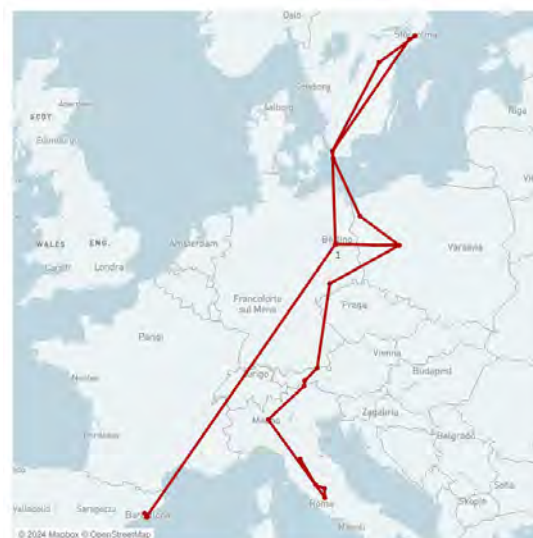 Oslo
Göteborg
Aalborg
Riga
SCOT.
Aberdeen
Edimburgo
WALES
ENG.
Cardiff
Londra
Amsterdam
Berlino
1
Varsavia
Francoforte
sul Meno
Praga
Parigi
Vienna
Budapest
Zurigo
Nantes
Milano
Zagabria
Belgrado
Bordeaux
Sofia
Skopje
Roma
Napoli
Valladolid
Saragozza
Barcellona
© 2024 Mapbox © OpenStreetMap